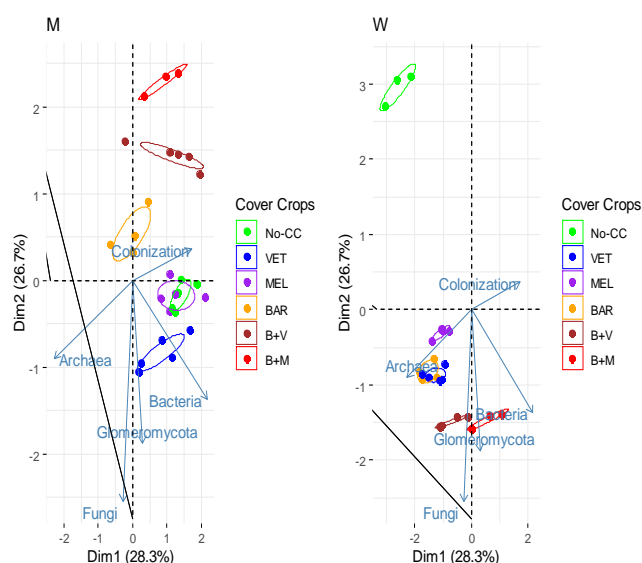 M
Dim2 (26.7%)
2
1
0
-1
-2
-2
-1
0
1
2
Dim1 (28.3%)
Colonization
Archaea
Bacteria
Glomeromycota
Fungi
Cover Crops
No-CC
VET
MEL
BAR
B+V
B+M
W
Dim2 (26.7%)
3
2
1
0
-1
-2
-2
-1
0
1
2
Dim1 (28.3%)
Colonization
Archaea
Bacteria
Glomeromycota
Fungi
Cover Crops
No-CC
VET
MEL
BAR
B+V
B+M